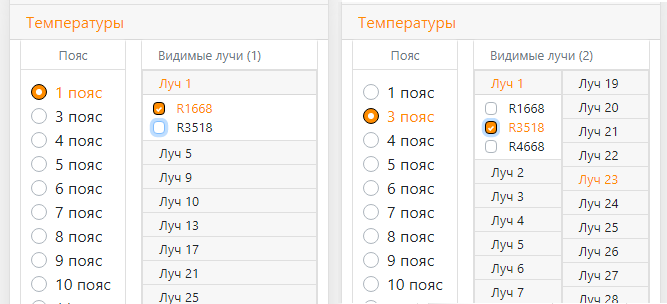 Температуры
Пояс
Видимые лучи (1)
1 пояс
3 пояс
4 пояс
5 пояс
6 пояс
7 пояс
8 пояс
9 пояс
10 пояс
Луч 1
R1668
R3518
Луч 5
Луч 9
Луч 10
Луч 13
Луч 17
Луч 21
Луч 25
Температуры
Пояс
Видимые лучи (2)
1 пояс
3 пояс
4 пояс
5 пояс
6 пояс
7 пояс
8 пояс
9 пояс
10 пояс
Луч 1
R1668
R3518
R4668
Луч 2
Луч 3
Луч 4
Луч 5
Луч 6
Луч 7
Луч 19
Луч 20
Луч 21
Луч 22
Луч 23
Луч 24
Луч 25
Луч 26
Луч 27
Луч 28